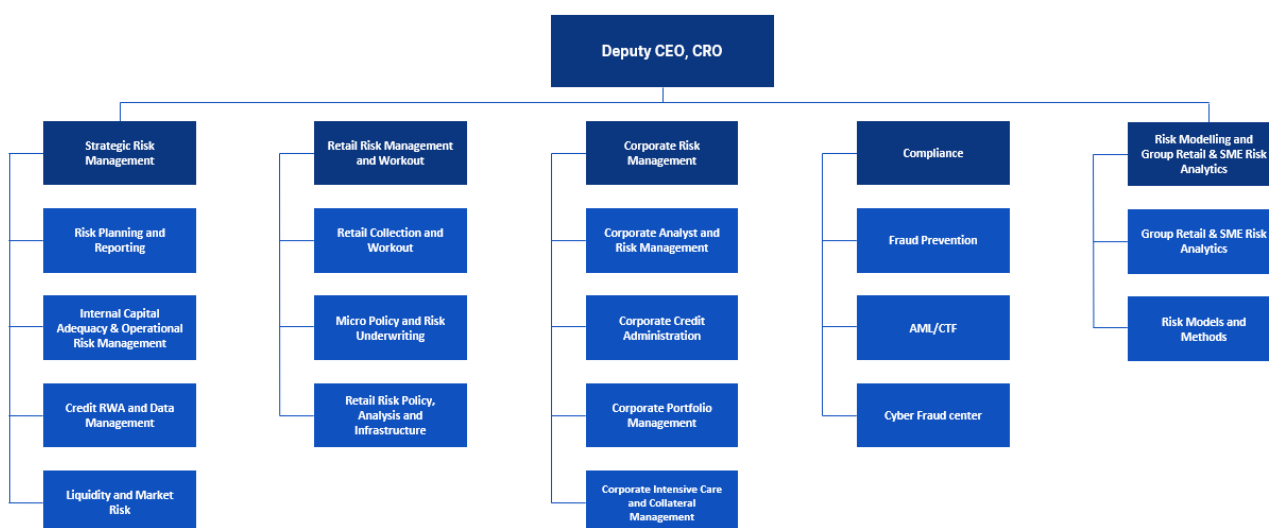 Deputy CEO, CRO
Strategic Risk
Management
Risk Planning and
Reporting
Internal Capital
Adequacy & Operational
Risk Management
Credit RWA and Data
Management
Liquidity and Market
Risk
Retail Risk Management
and Workout
Retail Collection and
Workout
Micro Policy and Risk
Underwriting
Retail Risk Policy,
Analysis and
Infrastructure
Corporate Risk
Management
Corporate Analyst and
Risk Management
Corporate Credit
Administration
Corporate Portfolio
Management
Corporate Intensive Care
and Collateral
Management
Compliance
Fraud Prevention
AML/CTF
Cyber Fraud center
Risk Modelling and
Group Retail & SME Risk
Analytics
Group Retail & SME Risk
Analytics
Risk Models and
Methods